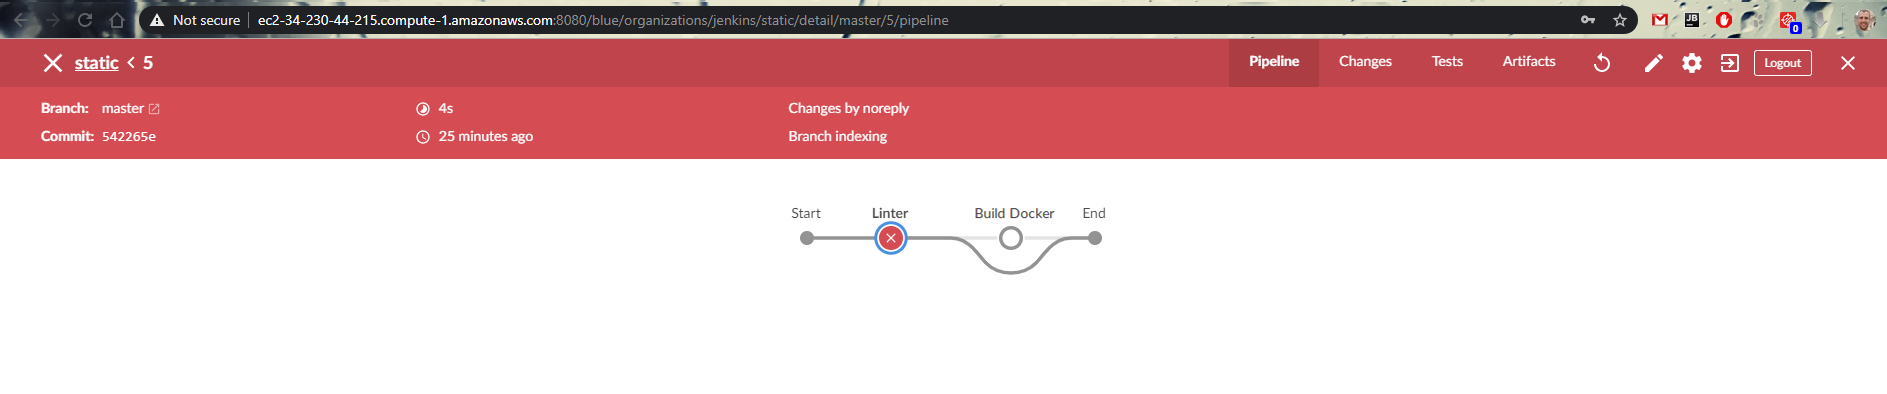 Not secure ec2-34-230-44-215.compute-1.amazonaws.com:8080/blue/organizations/jenkins/static/detail/master/5/pipeline
JB
0
static < 5 Pipeline Changes Tests Artifacts Logout
Branch: master 4s Changes by noreply
Commit: 542265e 25 minutes ago Branch indexing
Start Linter Build Docker End